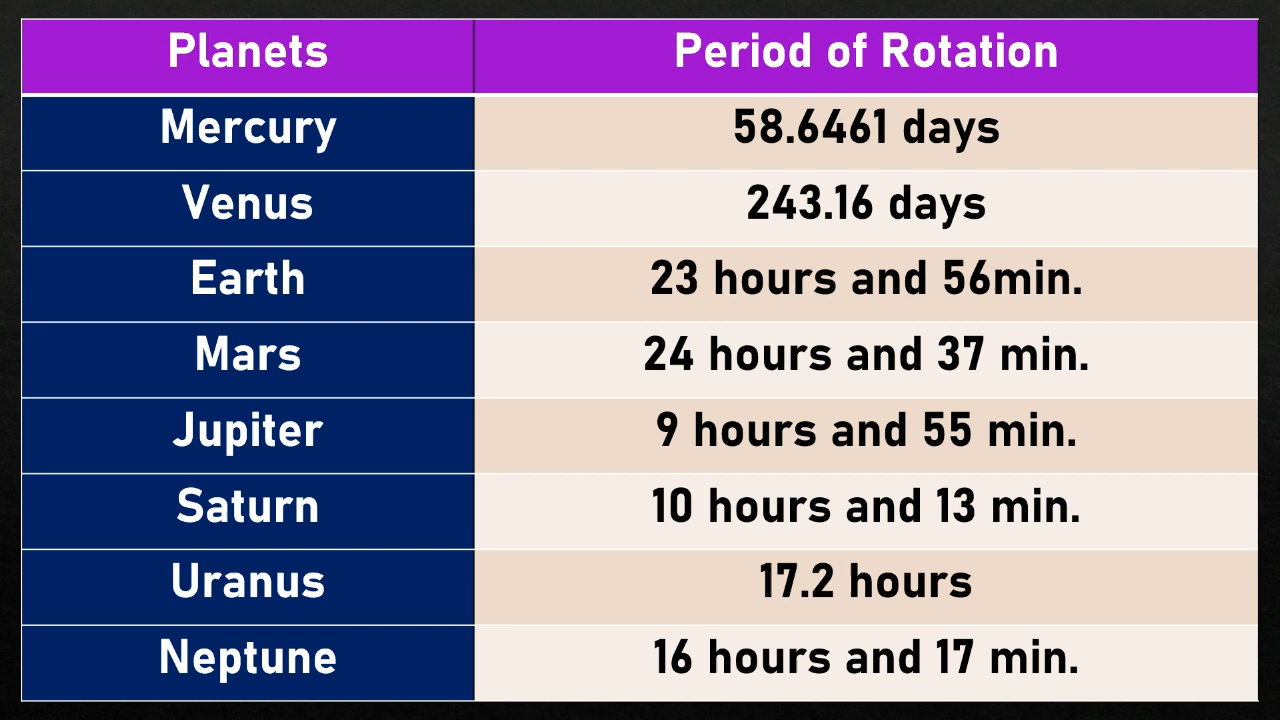 Planets Period of Rotation
Mercury 58.6461 days
Venus 243.16 days
Earth 23 hours and 56min.
Mars 24 hours and 37 min.
Jupiter 9 hours and 55 min.
Saturn 10 hours and 13 min.
Uranus 17.2 hours
Neptune 16 hours and 17 min.